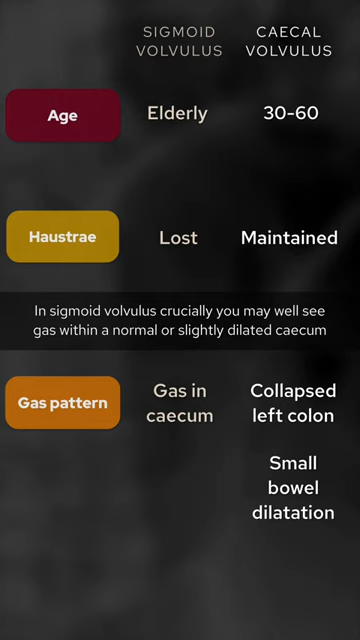 SIGMOID VOLVULUS
CAECAL VOLVULUS
Age
Elderly
30-60
Haustrae
Lost
Maintained
In sigmoid volvulus crucially you may well see
gas within a normal or slightly dilated caecum
Gas pattern
Gas in
caecum
Collapsed
left colon
Small
bowel
dilatation